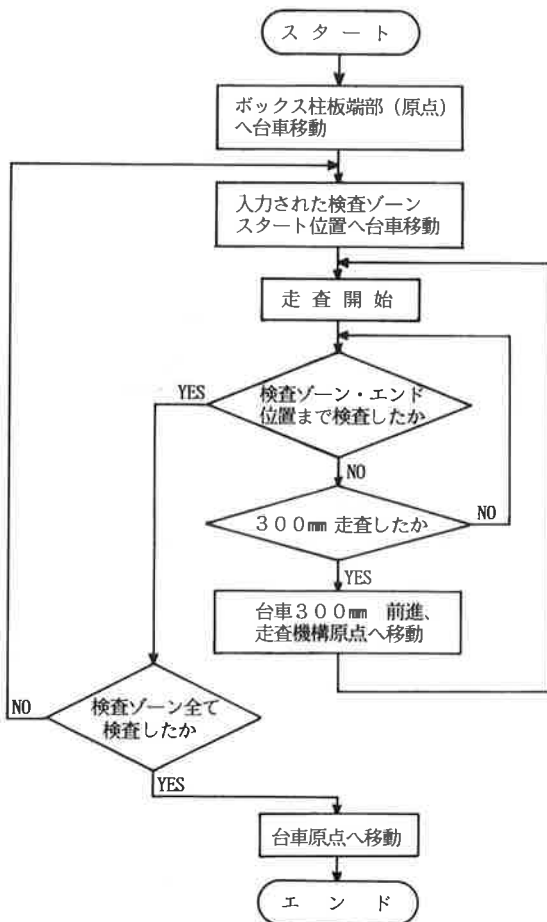 スタート
ボックス柱板端部（原点）
へ台車移動
入力された検査ゾーン
スタート位置へ台車移動
走査開始
検査ゾーン・エンド
位置まで検査したか
YES
NO
３００㎜ 走査したか
NO
YES
台車３００㎜ 前進、
走査機構原点へ移動
検査ゾーン全て
検査したか
NO
YES
台車原点へ移動
エンド